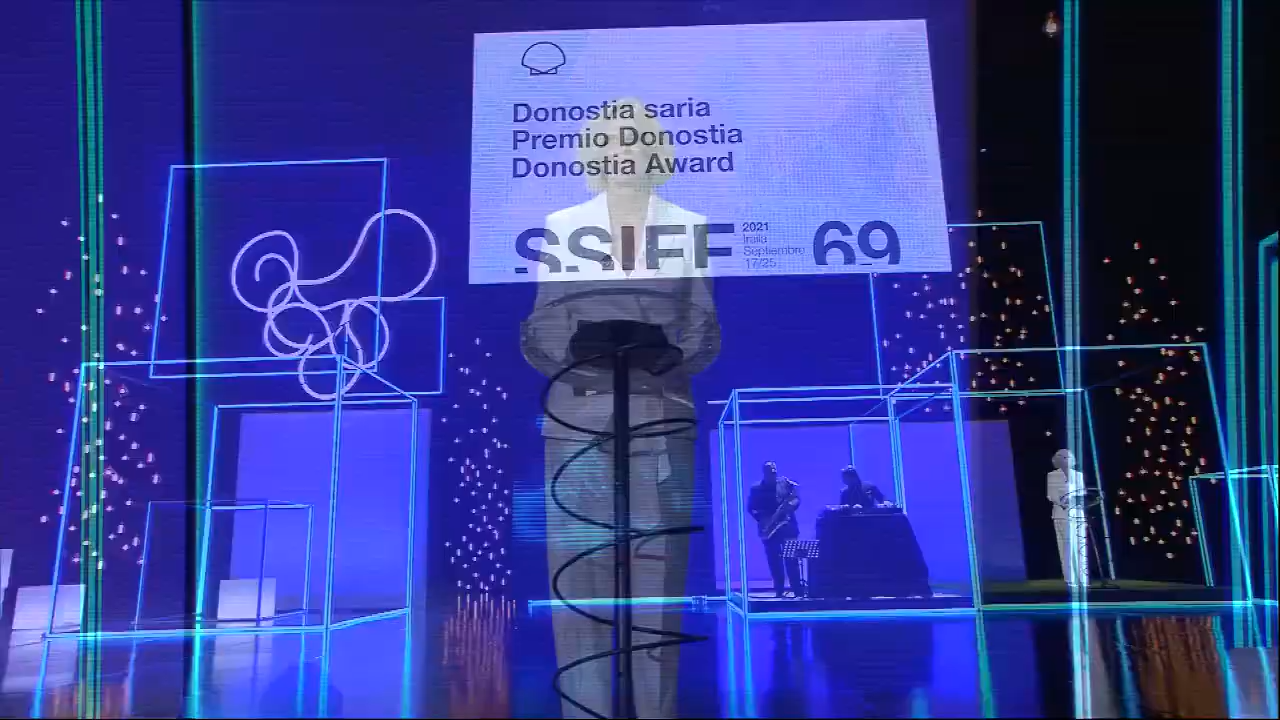 Donostia saria
Premio Donostia
Donostia Award
SSIFF
2021
Iraila
Septiembre
17/25
69